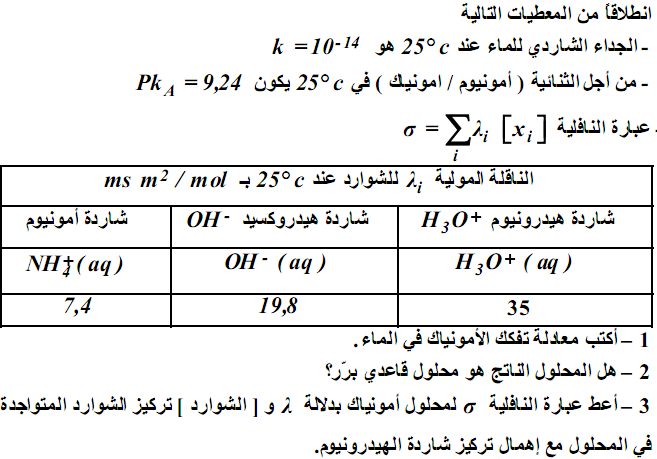 انطلاقاً من المعطيات التالية
- الجداء الشاردي للماء عند 25°c هو k =10-14
- من أجل الثنائية ( أمونيوم / امونياك ) في 25°c يكون PkA = 9,24
- عبارة النافلية σ = ∑i λi [xi]
الناقلة المولية λi للشوارد عند 25°c بـ ms m2 / mol
شاردة هيدرونيوم H3O+ شاردة هيدروكسيد OH- شاردة أمونيوم
H3O+ ( aq ) OH- ( aq ) NH4+( aq )
35 19,8 7,4
1 – أكتب معادلة تفكك الأمونياك في الماء .
2 – هل المحلول الناتج هو محلول قاعدي برّر؟
3 – أعط عبارة النافلية σ لمحلول أمونياك بدلالة λ و [ الشوارد ] تركيز الشوارد المتواجدة
في المحلول مع إهمال تركيز شاردة الهيدرونيوم.